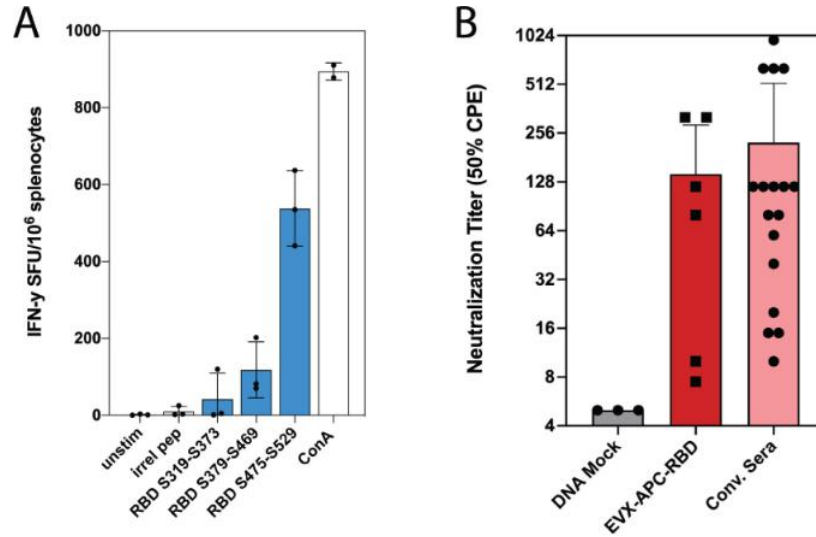 A
IFN-y SFU/10⁶ splenocytes
1000
800
600
400
200
0
unstim
irrel pep
RBD S319-S373
RBD S379-S469
RBD S475-S529
ConA
B
Neutralization Titer (50% CPE)
1024
512
256
128
64
32
16
8
4
DNA Mock
EVX-APC-RBD
Conv. Sera